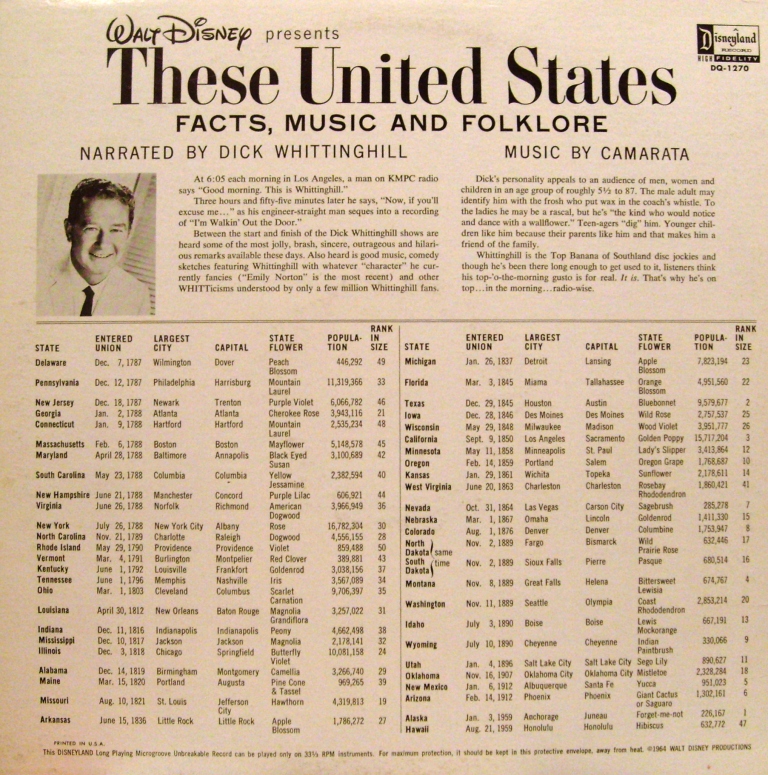 WALT DISNEY presents
A
Disneyland
RECORD
HIGH FIDELITY
DQ-1270
These United States
FACTS, MUSIC AND FOLKLORE
NARRATED BY DICK WHITTINGHILL
MUSIC BY CAMARATA
At 6:05 each morning in Los Angeles, a man on KMPC radio
says “Good morning. This is Whittinghill.”
Three hours and fifty-five minutes later he says, “Now, if you'll
excuse me...” as his engineer-straight man seques into a recording
of “I'm Walkin' Out the Door.”
Between the start and finish of the Dick Whittinghill shows are
heard some of the most jolly, brash, sincere, outrageous and hilari-
ous remarks available these days. Also heard is good music, comedy
sketches featuring Whittinghill with whatever “character” he cur-
rently fancies (“Emily Norton” is the most recent) and other
WHITTicisms understood by only a few million Whittinghill fans.
Dick's personality appeals to an audience of men, women and
children in an age group of roughly 5½ to 87. The male adult may
identify him with the frosh who put wax in the coach's whistle. To
the ladies he may be a rascal, but he's “the kind who would notice
and dance with a wallflower.” Teen-agers “dig” him. Younger chil-
dren like him because their parents like him and that makes him a
friend of the family.
Whittinghill is the Top Banana of Southland disc jockies and
though he's been there long enough to get used to it, listeners think
his top-'o-the-morning gusto is for real. It is. That's why he's on
top...in the morning...radio-wise.
STATE ENTERED UNION LARGEST CITY CAPITAL STATE FLOWER POPULA-TION RANK IN SIZE
Delaware Dec. 7, 1787 Wilmington Dover Peach Blossom 446,292 49
Pennsylvania Dec. 12, 1787 Philadelphia Harrisburg Mountain Laurel 11,319,366 33
New Jersey Dec. 18, 1787 Newark Trenton Purple Violet 6,066,782 46
Georgia Jan. 2, 1788 Atlanta Atlanta Cherokee Rose 3,943,116 21
Connecticut Jan. 9, 1788 Hartford Hartford Mountain Laurel 2,535,234 48
Massachusetts Feb. 6, 1788 Boston Boston Mayflower 5,148,578 45
Maryland April 28, 1788 Baltimore Annapolis Black Eyed Susan 3,100,689 42
South Carolina May 23, 1788 Columbia Columbia Yellow Jessamine 2,382,594 40
New Hampshire June 21, 1788 Manchester Concord Purple Lilac 606,921 44
Virginia June 26, 1788 Norfolk Richmond American Dogwood 3,966,949 36
New York July 26, 1788 New York City Albany Rose 16,782,304 30
North Carolina Nov. 21, 1789 Charlotte Raleigh Dogwood 4,556,155 28
Rhode Island May 29, 1790 Providence Providence Violet 859,488 50
Vermont Mar. 4, 1791 Burlington Montpelier Red Clover 389,881 43
Kentucky June 1, 1792 Louisville Frankfort Goldenrod 3,038,156 37
Tennessee June 1, 1796 Memphis Nashville Iris 3,567,089 34
Ohio Mar. 1, 1803 Cleveland Columbus Scarlet Carnation 9,706,397 35
Louisiana April 30, 1812 New Orleans Baton Rouge Magnolia Grandiflora 3,257,022 31
Indiana Dec. 11, 1816 Indianapolis Indianapolis Peony 4,662,498 38
Mississippi Dec. 10, 1817 Jackson Jackson Magnolia 2,178,141 32
Illinois Dec. 3, 1818 Chicago Springfield Butterfly Violet 10,081,158 24
Alabama Dec. 14, 1819 Birmingham Montgomery Camellia 3,266,740 29
Maine Mar. 15, 1820 Portland Augusta Pine Cone & Tassel 969,265 39
Missouri Aug. 10, 1821 St. Louis Jefferson City Hawthorn 4,319,813 19
Arkansas June 15, 1836 Little Rock Little Rock Apple Blossom 1,786,272 27
STATE ENTERED UNION LARGEST CITY CAPITAL STATE FLOWER POPULA-TION RANK IN SIZE
Michigan Jan. 26, 1837 Detroit Lansing Apple Blossom 7,823,194 23
Florida Mar. 3, 1845 Miama Tallahassee Orange Blossom 4,951,560 22
Texas Dec. 29, 1845 Houston Austin Bluebonnet 9,579,677 2
Iowa Dec. 28, 1846 Des Moines Des Moines Wild Rose 2,757,537 25
Wisconsin May 29, 1848 Milwaukee Madison Wood Violet 3,951,777 26
California Sept. 9, 1850 Los Angeles Sacramento Golden Poppy 15,717,204 3
Minnesota May 11, 1858 Minneapolis St. Paul Lady's Slipper 3,413,864 12
Oregon Feb. 14, 1859 Portland Salem Oregon Grape 1,768,687 10
Kansas Jan. 29, 1861 Wichita Topeka Sunflower 2,178,611 14
West Virginia June 20, 1863 Charleston Charleston Rosebay Rhododendron 1,860,421 41
Nevada Oct. 31, 1864 Las Vegas Carson City Sagebrush 285,278 7
Nebraska Mar. 1, 1867 Omaha Lincoln Goldenrod 1,411,330 15
Colorado Aug. 1, 1876 Denver Denver Columbine 1,753,947 8
North Dakota same Nov. 2, 1889 Fargo Bismarck Wild Prairie Rose 632,446 17
South Dakota time Nov. 2, 1889 Sioux Falls Pierre Pasque 680,514 16
Montana Nov. 8, 1889 Great Falls Helena Bittersweet Lewisia 674,767 4
Washington Nov. 11, 1889 Seattle Olympia Coast Rhododendron 2,853,214 20
Idaho July 3, 1890 Boise Boise Lewis Mockorange 667,191 13
Wyoming July 10, 1890 Cheyenne Cheyenne Indian Paintbrush 330,066 9
Utah Jan. 4, 1896 Salt Lake City Salt Lake City Sego Lily 890,627 11
Oklahoma Nov. 16, 1907 Oklahoma City Oklahoma City Mistletoe 2,328,284 18
New Mexico Jan. 6, 1912 Albuquerque Santa Fe Yucca 951,023 5
Arizona Feb. 14, 1912 Phoenix Phoenix Giant Cactus or Saguaro 1,302,161 6
Alaska Jan. 3, 1959 Anchorage Juneau Forget-me-not 226,167 1
Hawaii Aug. 21, 1959 Honolulu Honolulu Hibiscus 632,772 47
PRINTED IN U.S.A.
This DISNEYLAND Long Playing Microgroove Unbreakable Record can be played only on 33⅓ RPM instruments. For maximum protection, it should be kept in this protective envelope, away from heat. ©1964 WALT DISNEY PRODUCTIONS